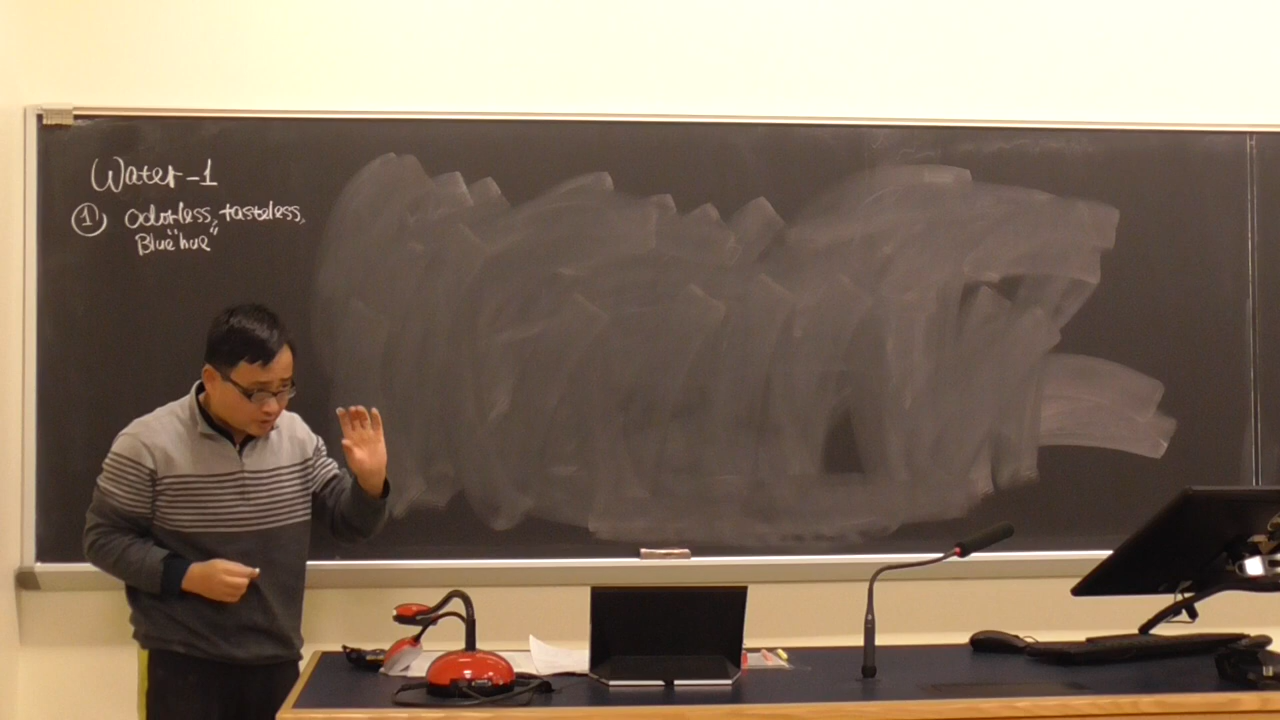 Water-1
① odorless, tasteless,
Blue "hue"